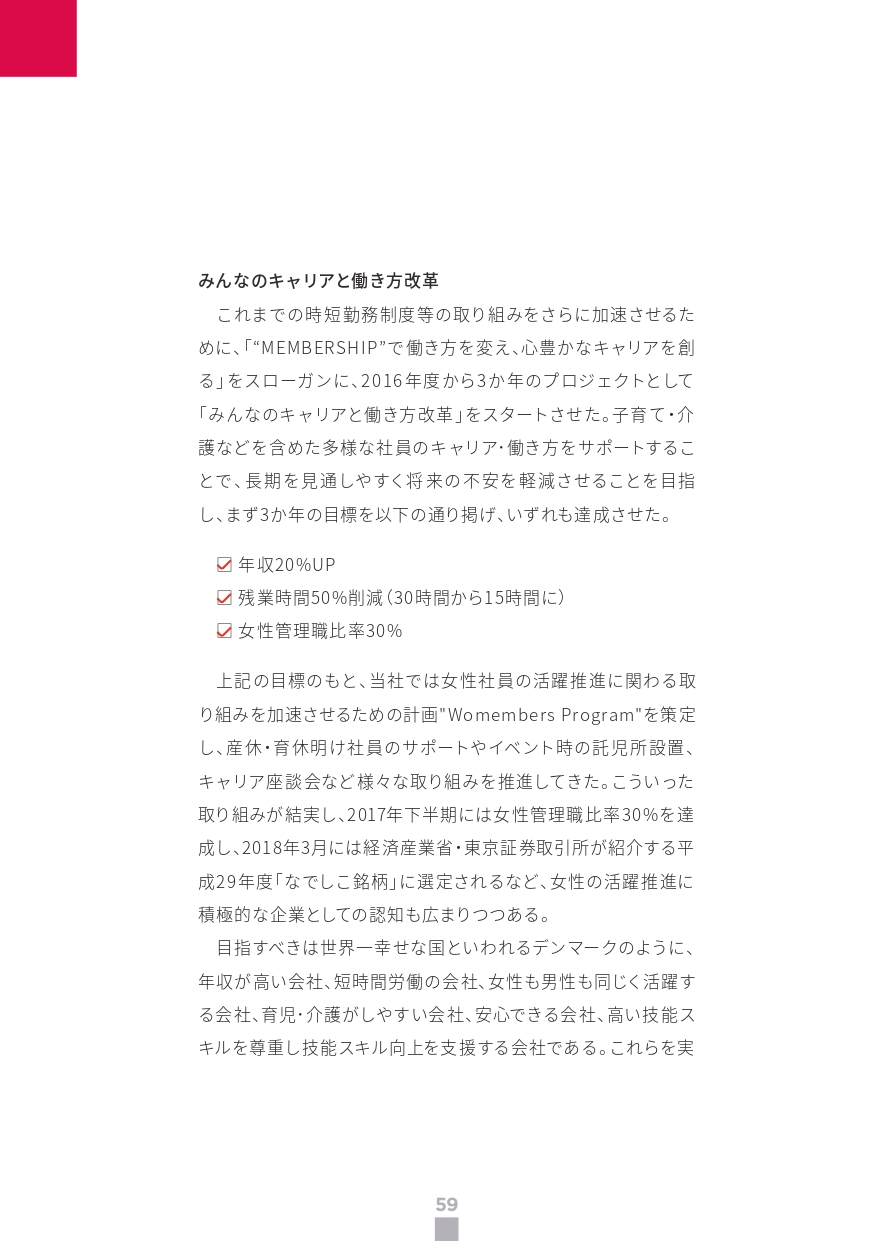 みんなのキャリアと働き方改革
　これまでの時短勤務制度等の取り組みをさらに加速させるた
めに、「“MEMBERSHIP”で働き方を変え、心豊かなキャリアを創
る」をスローガンに、2016年度から3か年のプロジェクトとして
「みんなのキャリアと働き方改革」をスタートさせた。子育て・介
護などを含めた多様な社員のキャリア・働き方をサポートするこ
とで、長期を見通しやすく将来の不安を軽減させることを目指
し、まず3か年の目標を以下の通り掲げ、いずれも達成させた。
☑ 年収20%UP
☑ 残業時間50%削減（30時間から15時間に）
☑ 女性管理職比率30%
　上記の目標のもと、当社では女性社員の活躍推進に関わる取
り組みを加速させるための計画"Womembers Program"を策定
し、産休・育休明け社員のサポートやイベント時の託児所設置、
キャリア座談会など様々な取り組みを推進してきた。こういった
取り組みが結実し、2017年下半期には女性管理職比率30%を達
成し、2018年3月には経済産業省・東京証券取引所が紹介する平
成29年度「なでしこ銘柄」に選定されるなど、女性の活躍推進に
積極的な企業としての認知も広まりつつある。
　目指すべきは世界一幸せな国といわれるデンマークのように、
年収が高い会社、短時間労働の会社、女性も男性も同じく活躍す
る会社、育児・介護がしやすい会社、安心できる会社、高い技能ス
キルを尊重し技能スキル向上を支援する会社である。これらを実
59